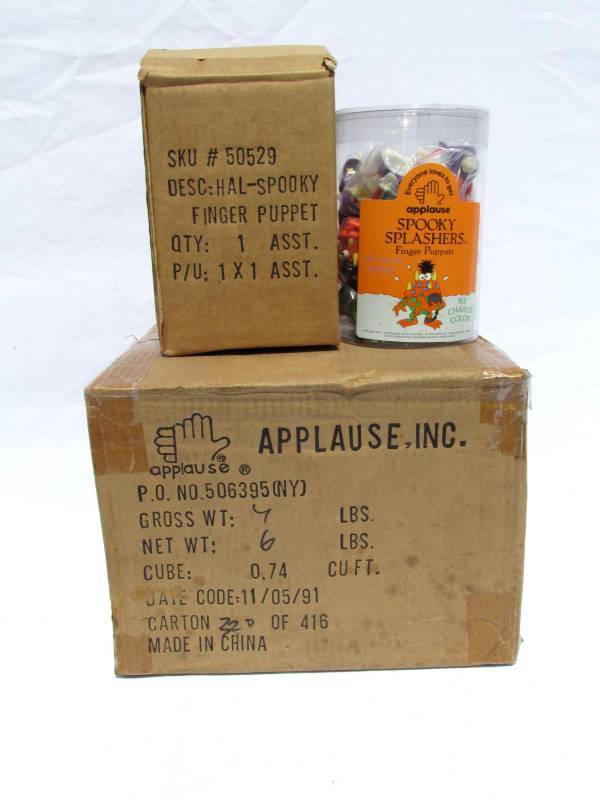 SKU # 50529
DESC:HAL-SPOOKY
FINGER PUPPET
QTY: 1 ASST.
P/U: 1 X 1 ASST.
Everyone loves to get
applause
SPOOKY
SPLASHERS
Finger Puppets
WE
CHANGE
COLOR
applause ®
APPLAUSE, INC.
P.O. NO.506395(NY)
GROSS WT: 7 LBS.
NET WT: 6 LBS.
CUBE: 0.74 CU FT.
DATE CODE:11/05/91
CARTON 320 OF 416
MADE IN CHINA